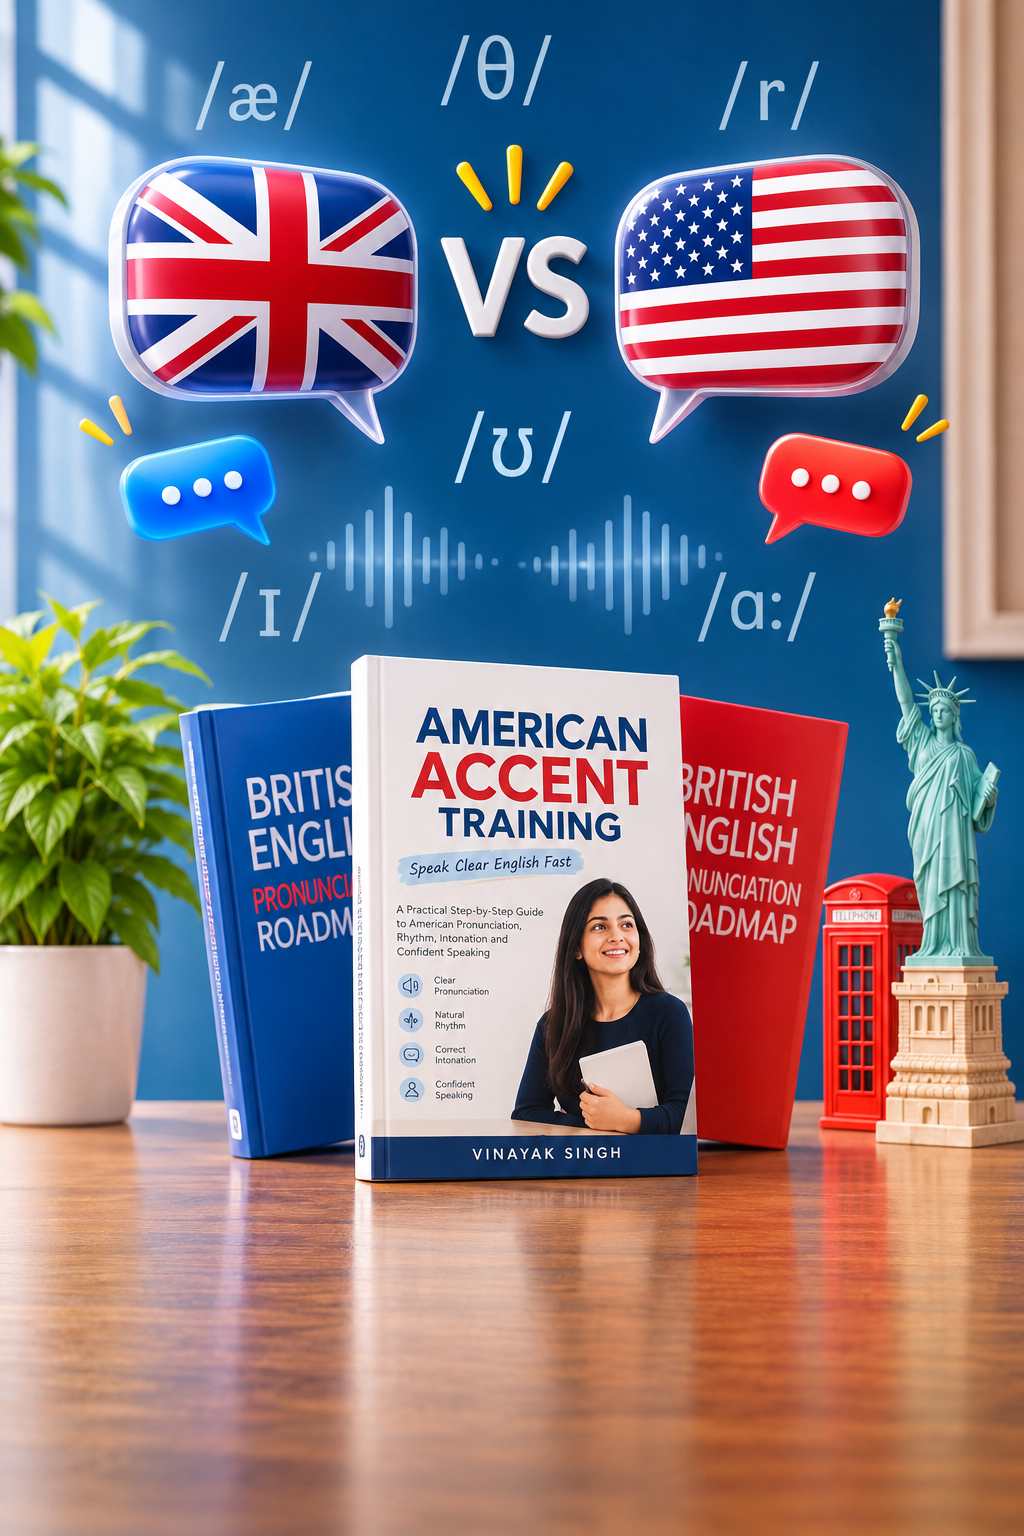 /æ/
/θ/
/r/
VS
/ʊ/
/ɪ/
/ɑ:/
BRITIS
ENGLI
PRONUNCI
ROADM
AMERICAN
ACCENT
TRAINING
Speak Clear English Fast
A Practical Step-by-Step Guide
to American Pronunciation,
Rhythm, Intonation and
Confident Speaking
Clear
Pronunciation
Natural
Rhythm
Correct
Intonation
Confident
Speaking
VINAYAK SINGH
BRITISH
NGLISH
NUNCIATION
OADMAP
TELEPHONE